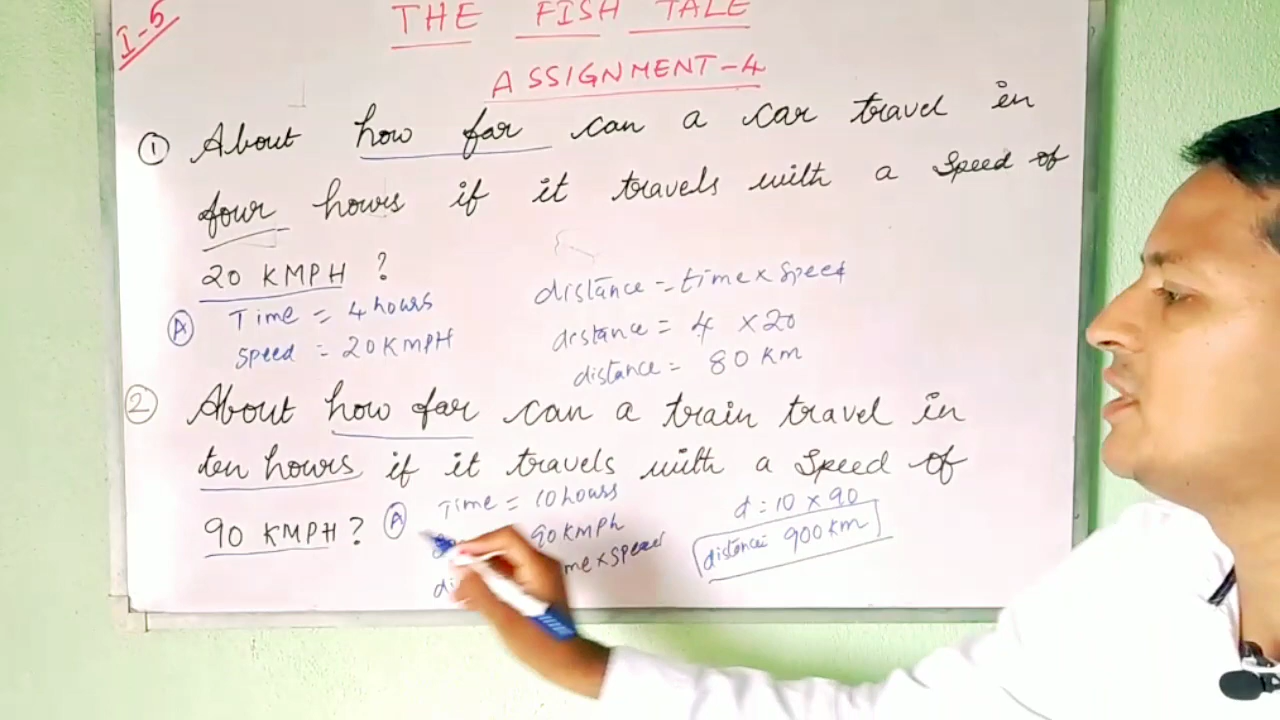 I-5
THE FISH TALE
ASSIGNMENT-4
① About how far can a car travel in
four hours if it travels with a speed of
20 KMPH ?
Ⓐ Time = 4 hours
Speed = 20 KMPH
distance = time x speed
distance = 4 x 20
distance = 80 km
② About how far can a train travel in
ten hours if it travels with a speed of
90 KMPH ?
Ⓐ Time = 10 hours
90 KMPh
me x speed
d = 10 x 90
distance = 900 km